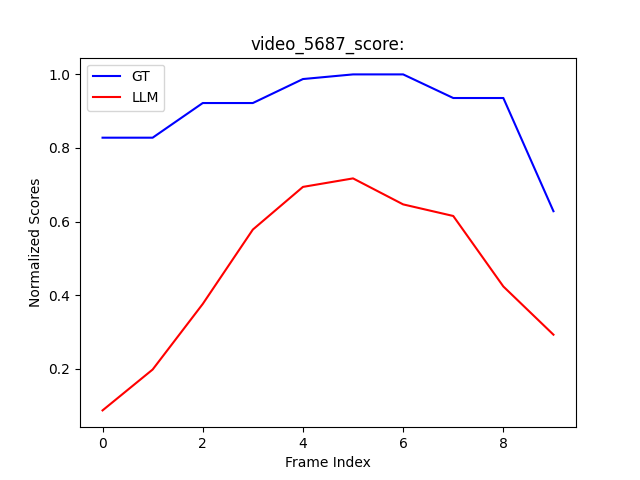 video_5687_score:
GT
LLM
Normalized Scores
1.0
0.8
0.6
0.4
0.2
0 2 4 6 8
Frame Index